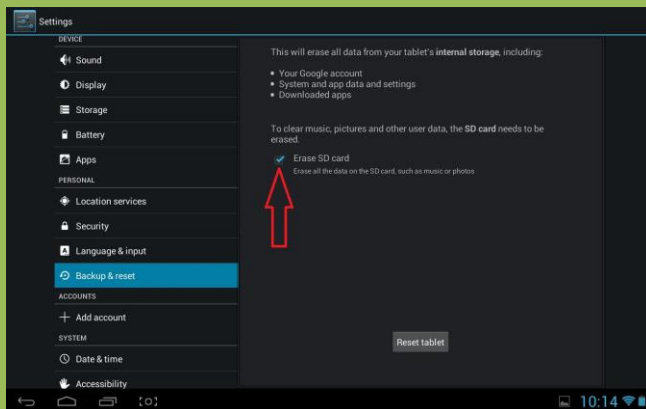 Settings
DEVICE
Sound
Display
Storage
Battery
Apps
PERSONAL
Location services
Security
Language & input
Backup & reset
ACCOUNTS
Add account
SYSTEM
Date & time
Accessibility
This will erase all data from your tablet's internal storage, including:
• Your Google account
• System and app data and settings
• Downloaded apps
To clear music, pictures and other user data, the SD card needs to be
erased.
Erase SD card
Erase all the data on the SD card, such as music or photos
Reset tablet
10:14